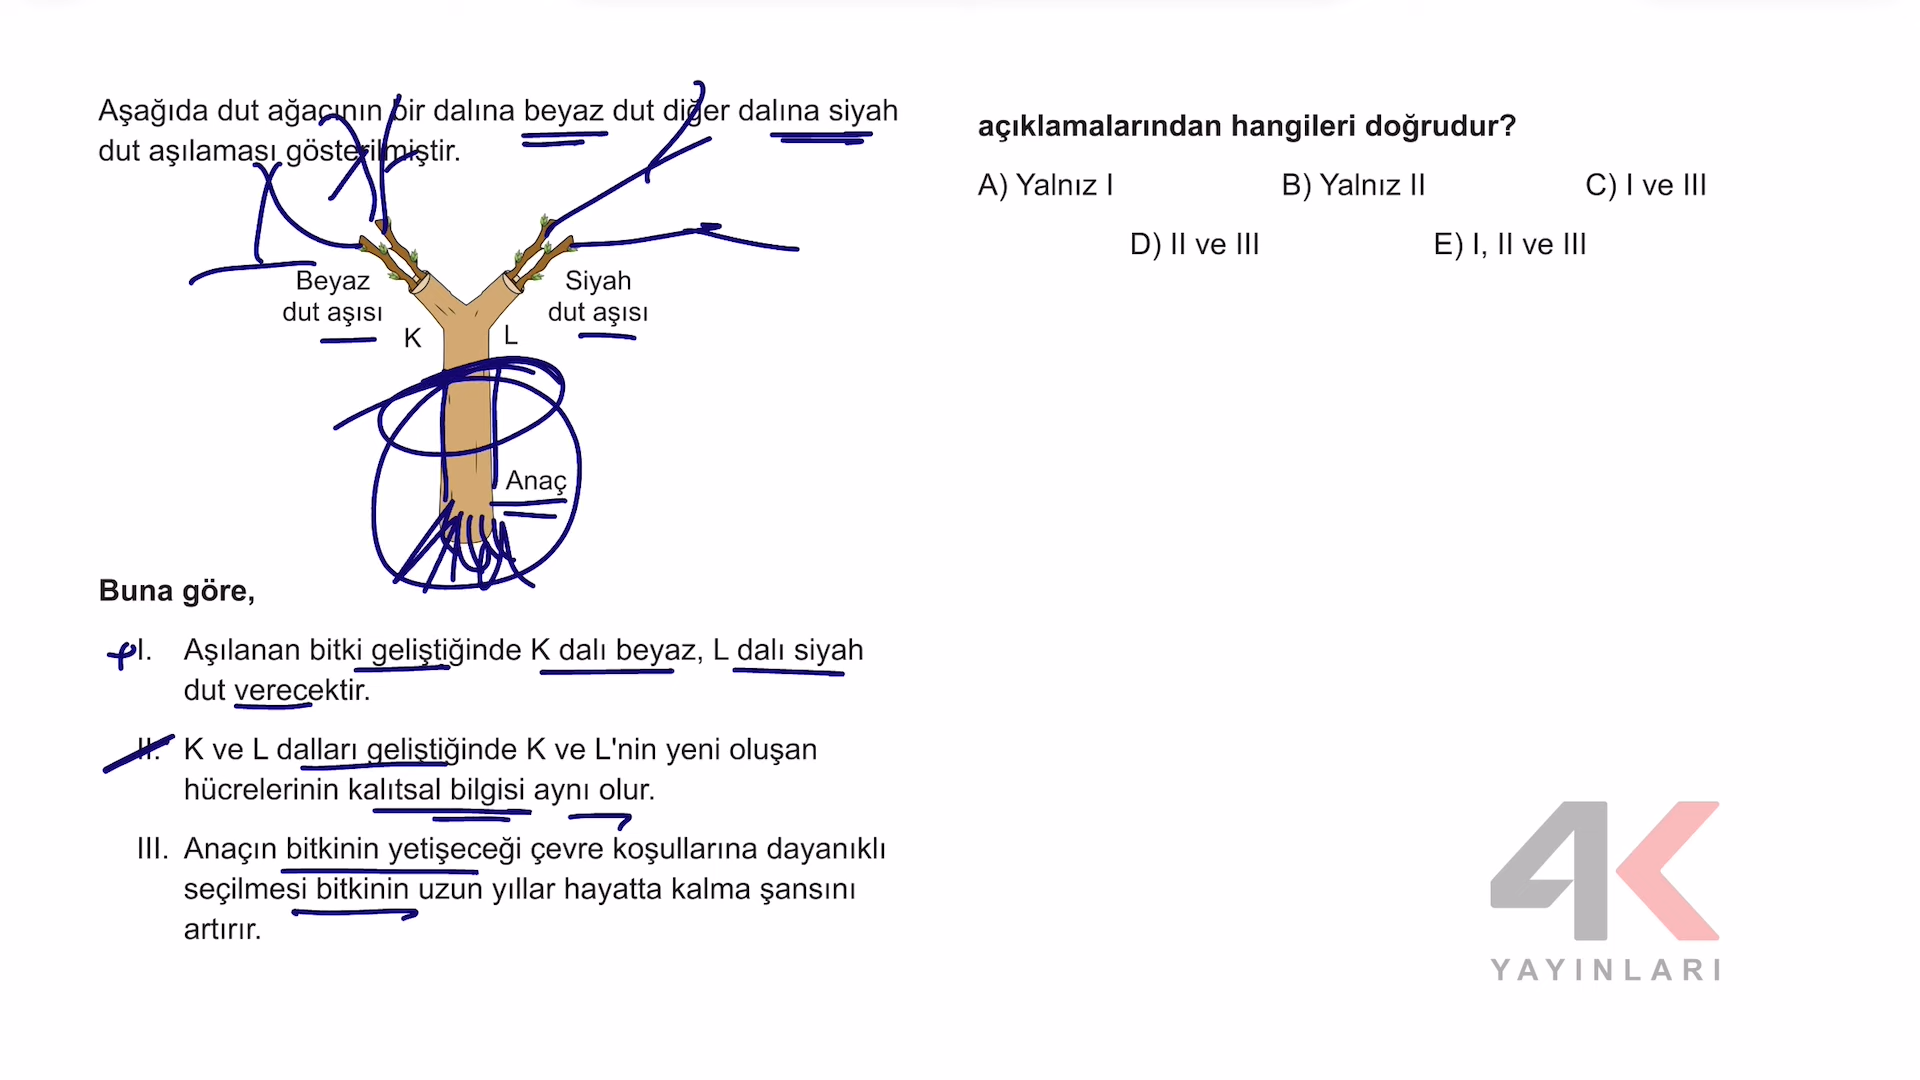 Aşağıda dut ağacının bir dalına beyaz dut diğer dalına siyah
dut aşılaması gösterilmiştir.
Beyaz
dut aşısı
K
Siyah
dut aşısı
L
Anaç
Buna göre,
I. Aşılanan bitki geliştiğinde K dalı beyaz, L dalı siyah
dut verecektir.
II. K ve L dalları geliştiğinde K ve L'nin yeni oluşan
hücrelerinin kalıtsal bilgisi aynı olur.
III. Anaçın bitkinin yetişeceği çevre koşullarına dayanıklı
seçilmesi bitkinin uzun yıllar hayatta kalma şansını
artırır.
açıklamalarından hangileri doğrudur?
A) Yalnız I B) Yalnız II C) I ve III
D) II ve III E) I, II ve III
4K
YAYINLARI